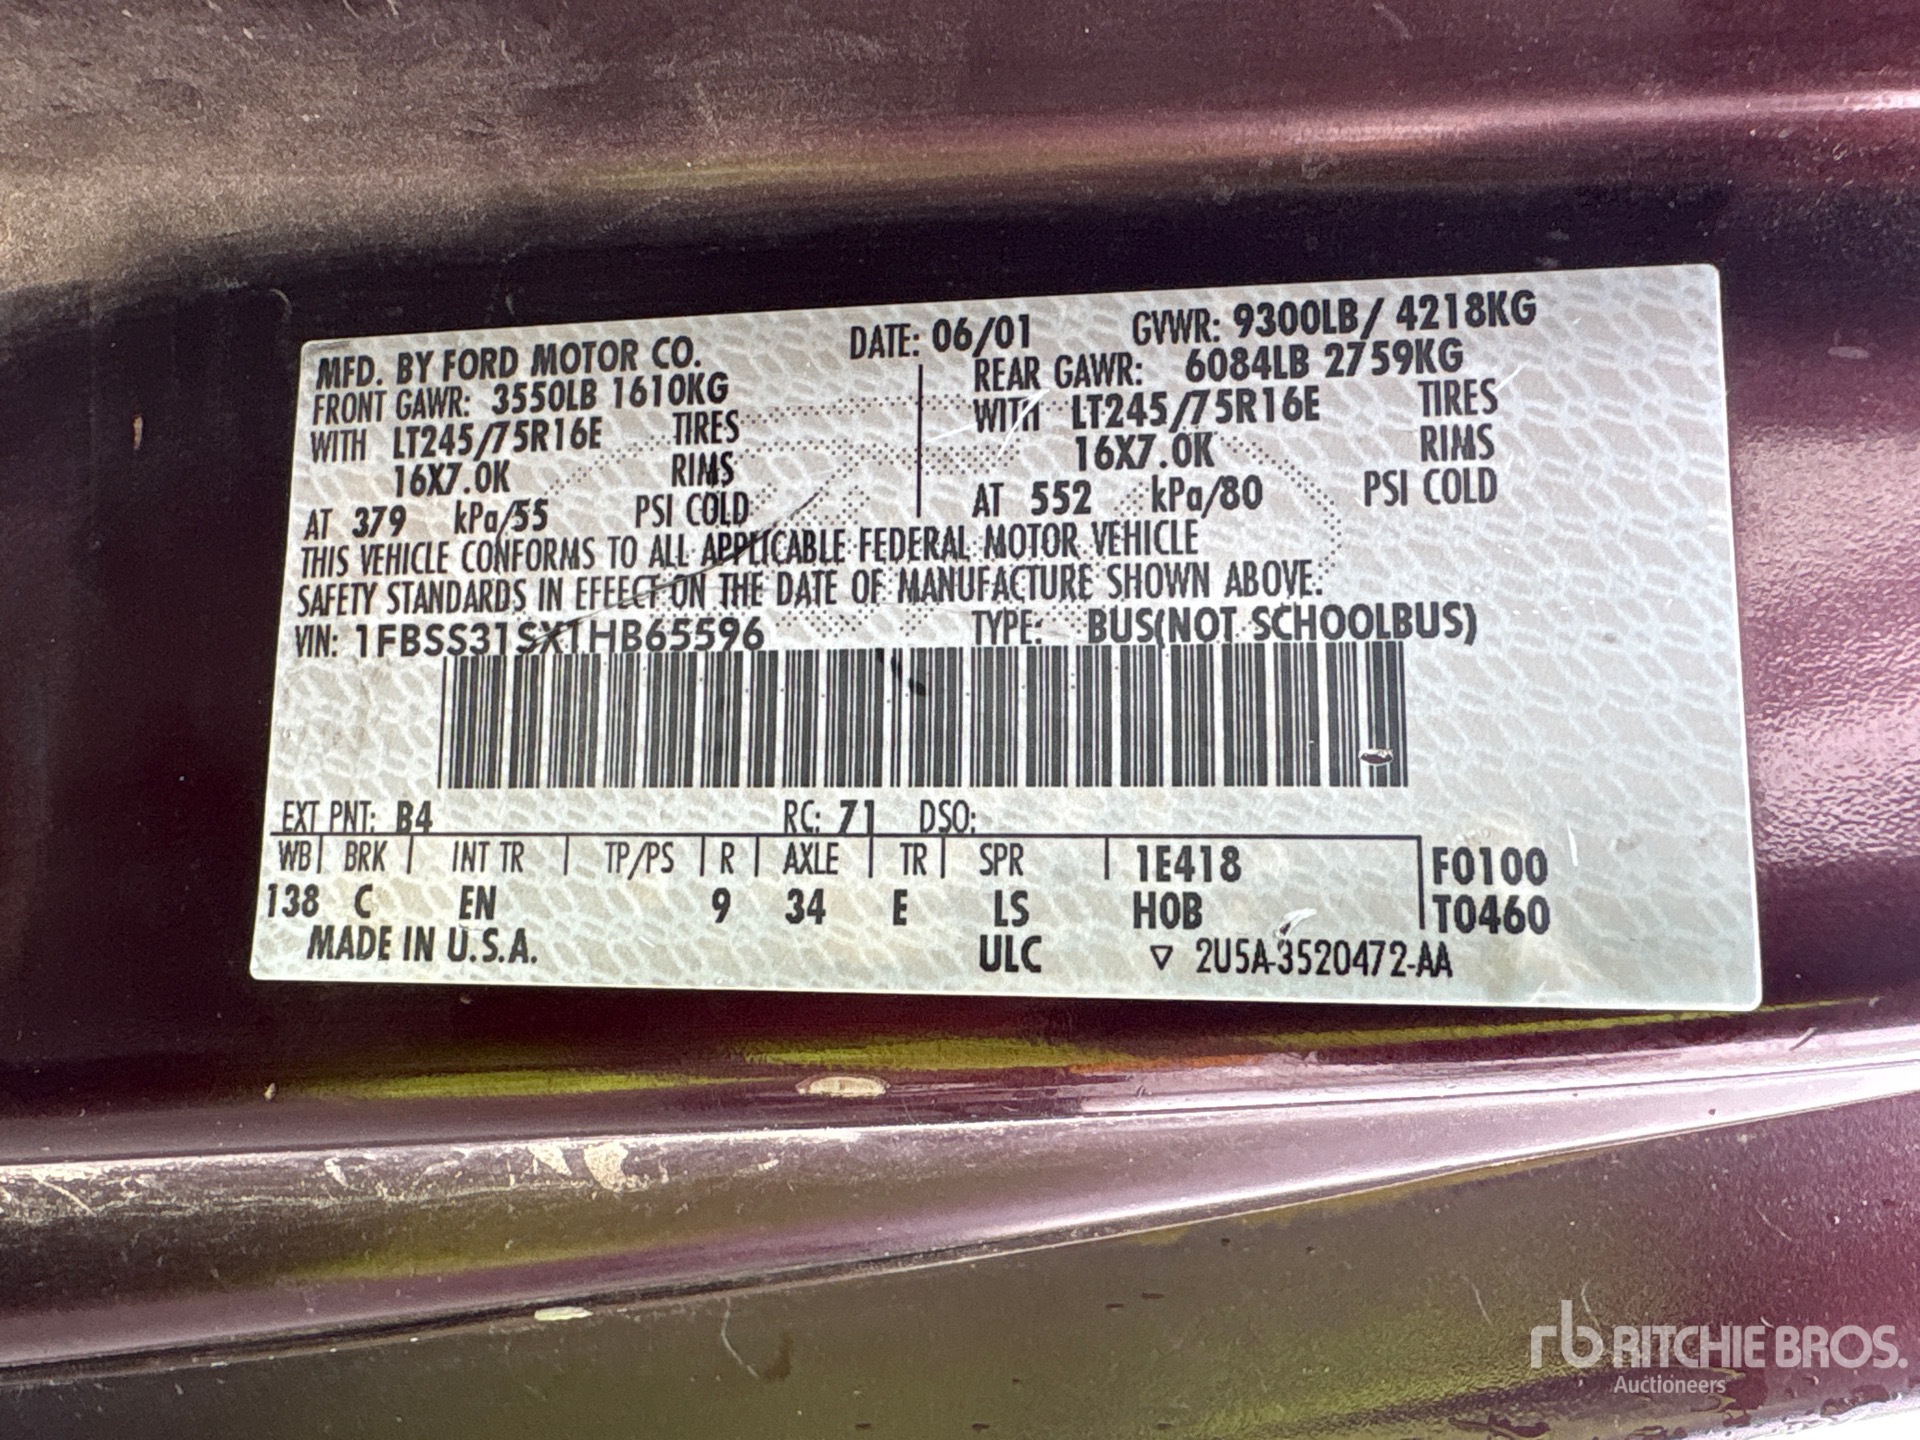 MFD. BY FORD MOTOR CO. DATE: 06/01 GVWR: 9300LB/ 4218KG
FRONT GAWR: 3550LB 1610KG REAR GAWR: 6084LB 2759KG
WITH LT245/75R16E TIRES WITH LT245/75R16E TIRES
16X7.0K RIMS 16X7.0K RIMS
AT 379 kPa/55 PSI COLD AT 552 kPa/80 PSI COLD
THIS VEHICLE CONFORMS TO ALL APPLICABLE FEDERAL MOTOR VEHICLE
SAFETY STANDARDS IN EFFECT ON THE DATE OF MANUFACTURE SHOWN ABOVE.
VIN: 1FBSS31SX1HB65596 TYPE: BUS(NOT SCHOOLBUS)
EXT PNT: B4 RC: 71 DSO:
WB | BRK | INT TR | TP/PS | R | AXLE | TR | SPR | 1E418 F0100
138 C EN 9 34 E LS H0B T0460
MADE IN U.S.A. ULC ▽ 2U5A-3520472-AA
rb RITCHIE BROS.
Auctioneers